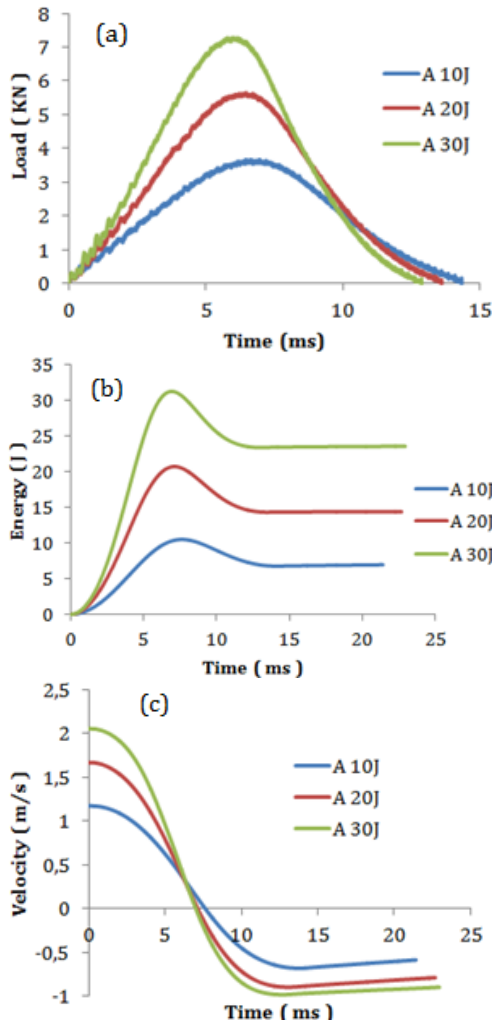 (a)
Load ( KN)
8
7
6
5
4
3
2
1
0
0 5 10 15
Time (ms)
A 10J
A 20J
A 30J
(b)
Energy ( J )
35
30
25
20
15
10
5
0
0 5 10 15 20 25
Time ( ms )
A 10J
A 20J
A 30J
(c)
Velocity ( m/s )
2,5
2
1,5
1
0,5
0
-0,5
-1
0 5 10 15 20 25
Time ( ms )
A 10J
A 20J
A 30J